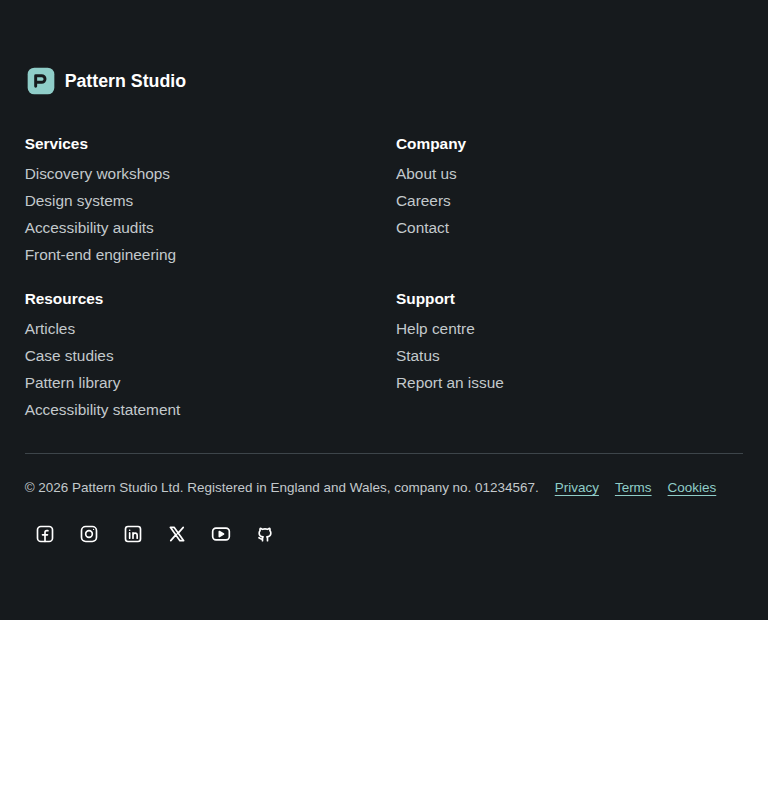 Pattern Studio
Services
Discovery workshops
Design systems
Accessibility audits
Front-end engineering
Company
About us
Careers
Contact
Resources
Articles
Case studies
Pattern library
Accessibility statement
Support
Help centre
Status
Report an issue
© 2026 Pattern Studio Ltd. Registered in England and Wales, company no. 01234567. Privacy Terms Cookies